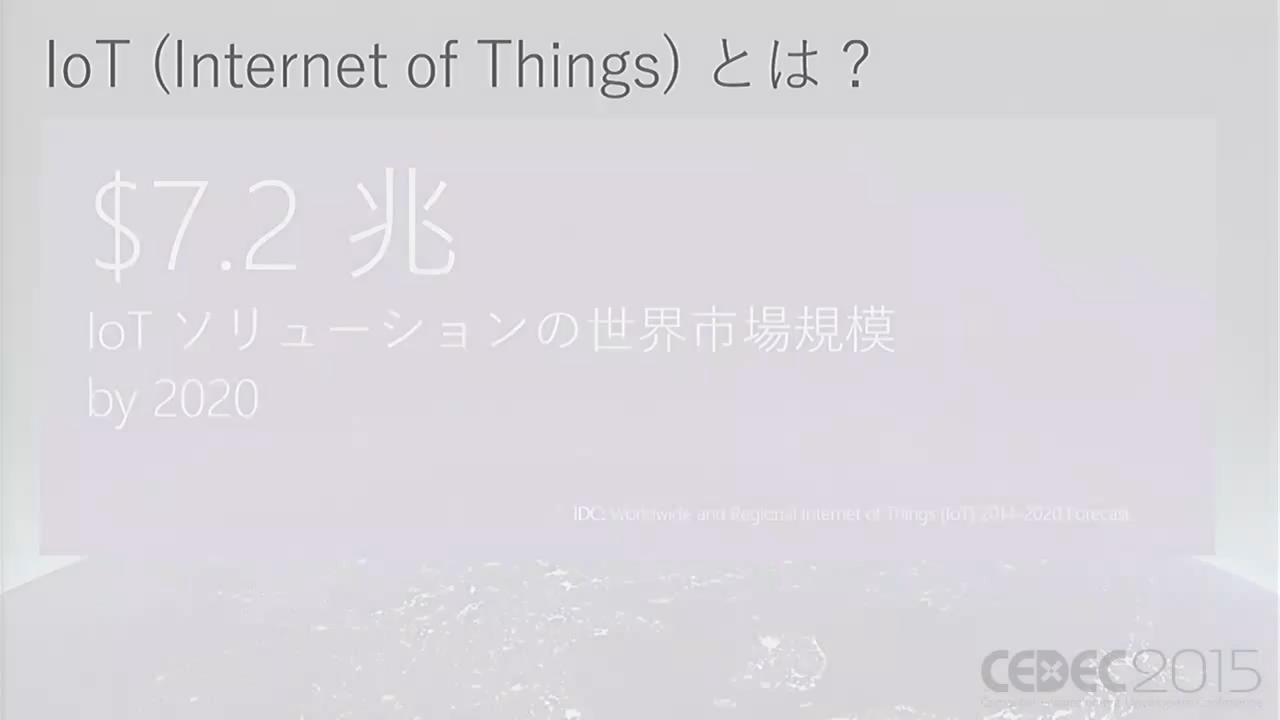 IoT (Internet of Things) とは？
$7.2 兆
IoT ソリューションの世界市場規模
by 2020
IDC: Worldwide and Regional Internet of Things (IoT) 2014-2020 Forecast
CEDEC2015